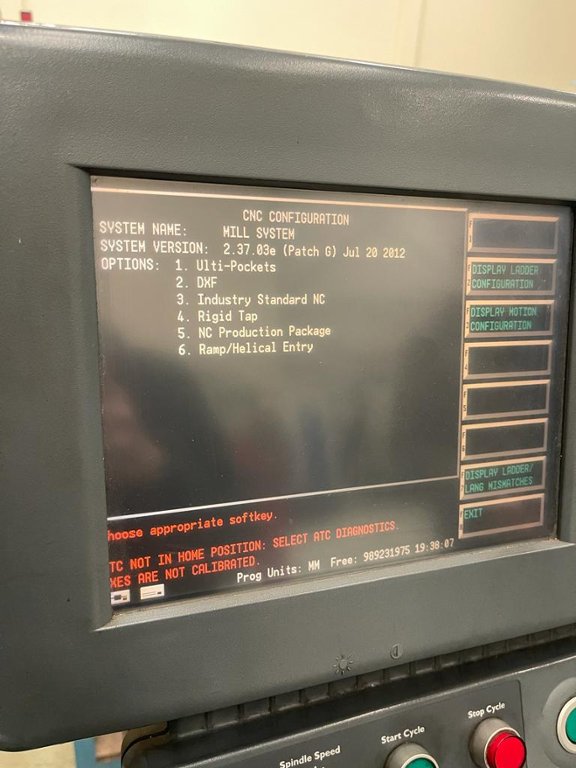 CNC CONFIGURATION
SYSTEM NAME: MILL SYSTEM
SYSTEM VERSION: 2.37.03e (Patch G) Jul 20 2012
OPTIONS: 1. Ulti-Pockets
2. DXF
3. Industry Standard NC
4. Rigid Tap
5. NC Production Package
6. Ramp/Helical Entry
DISPLAY LADDER
CONFIGURATION
DISPLAY MOTION
CONFIGURATION
DISPLAY LADDER/
LANG MISMATCHES
EXIT
hoose appropriate softkey.
TC NOT IN HOME POSITION: SELECT ATC DIAGNOSTICS.
XES ARE NOT CALIBRATED.
Prog Units: MM Free: 989231975 19:38:07
Spindle Speed
Start Cycle
Stop Cycle